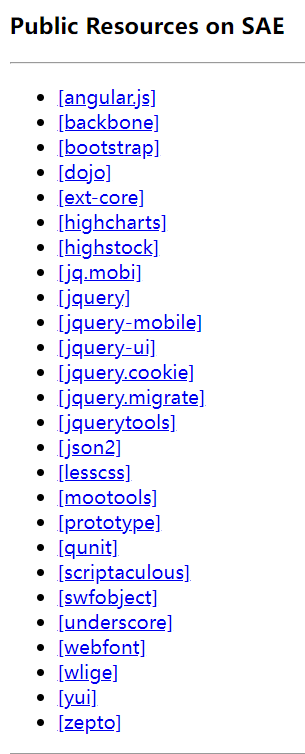 Public Resources on SAE
[angular.js]
[backbone]
[bootstrap]
[dojo]
[ext-core]
[highcharts]
[highstock]
[jq.mobi]
[jquery]
[jquery-mobile]
[jquery-ui]
[jquery.cookie]
[jquery.migrate]
[jquerytools]
[json2]
[lesscss]
[mootools]
[prototype]
[qunit]
[scriptaculous]
[swfobject]
[underscore]
[webfont]
[wlige]
[yui]
[zepto]